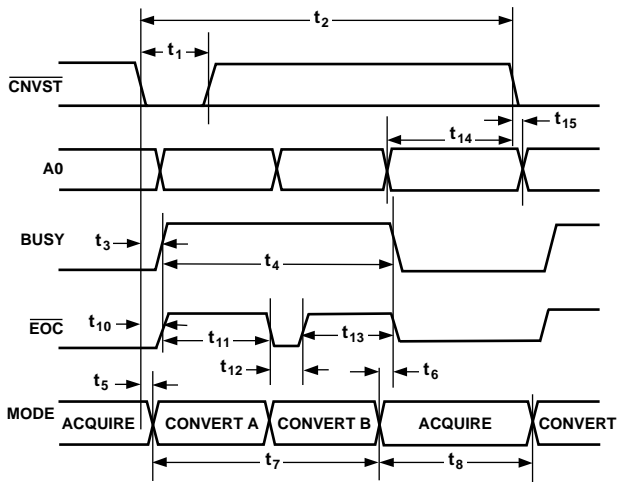 t2
t1
CNVST
t14
t15
A0
BUSY
t3
t4
EOC
t10
t11
t13
t12
t6
t5
MODE
ACQUIRE
CONVERT A
CONVERT B
ACQUIRE
CONVERT
t7
t8